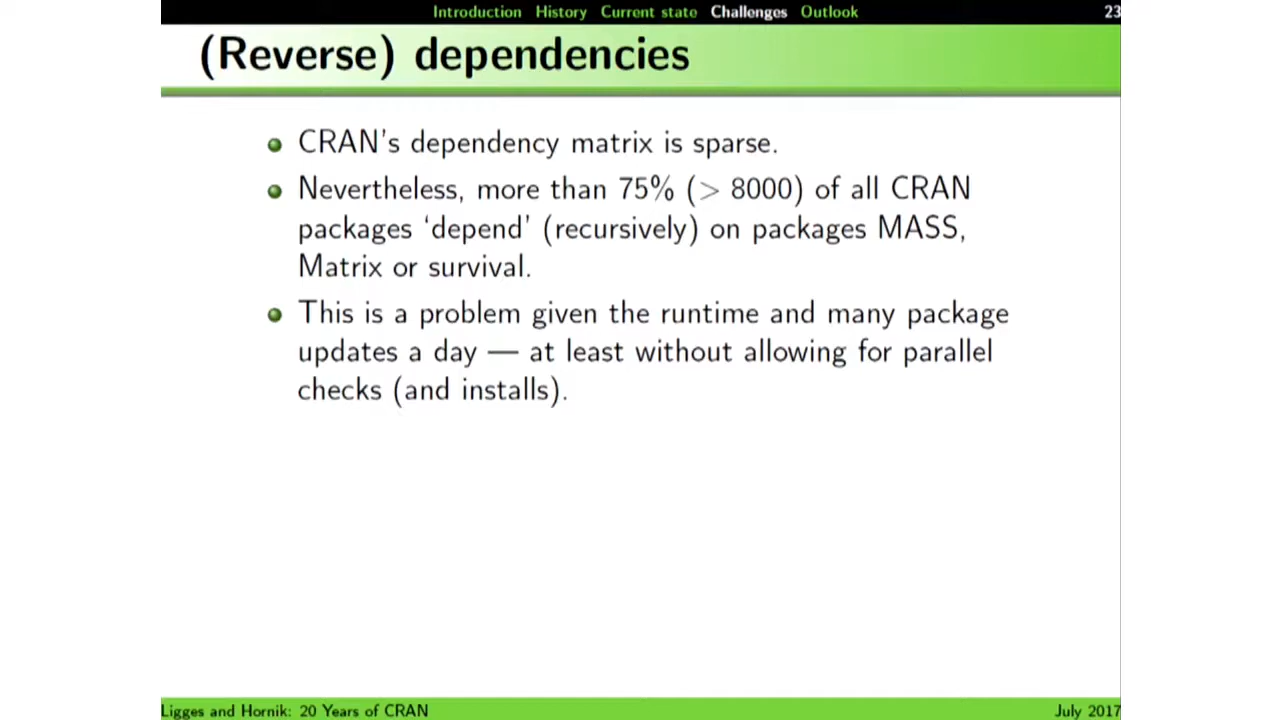 Introduction History Current state Challenges Outlook 23
(Reverse) dependencies
CRAN's dependency matrix is sparse.
Nevertheless, more than 75% (> 8000) of all CRAN
packages ‘depend’ (recursively) on packages MASS,
Matrix or survival.
This is a problem given the runtime and many package
updates a day — at least without allowing for parallel
checks (and installs).
Ligges and Hornik: 20 Years of CRAN July 2017